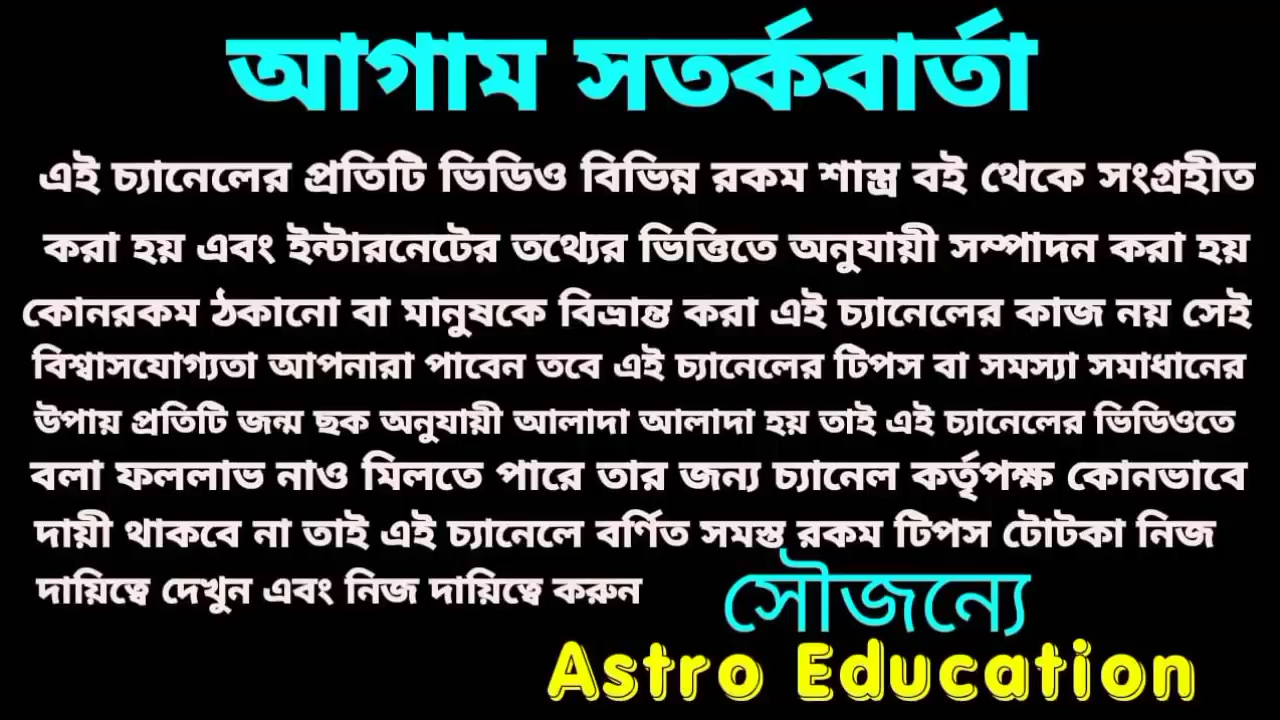 আগাম সতর্কবার্তা
এই চ্যানেলের প্রতিটি ভিডিও বিভিন্ন রকম শাস্ত্র বই থেকে সংগ্রহীত
করা হয় এবং ইন্টারনেটের তথ্যের ভিত্তিতে অনুযায়ী সম্পাদন করা হয়
কোনরকম ঠকানো বা মানুষকে বিভ্রান্ত করা এই চ্যানেলের কাজ নয় সেই
বিশ্বাসযোগ্যতা আপনারা পাবেন তবে এই চ্যানেলের টিপস বা সমস্যা সমাধানের
উপায় প্রতিটি জন্ম ছক অনুযায়ী আলাদা আলাদা হয় তাই এই চ্যানেলের ভিডিওতে
বলা ফললাভ নাও মিলতে পারে তার জন্য চ্যানেল কর্তৃপক্ষ কোনভাবে
দায়ী থাকবে না তাই এই চ্যানেলে বর্ণিত সমস্ত রকম টিপস টোটকা নিজ
দায়িত্বে দেখুন এবং নিজ দায়িত্বে করুন
সৌজন্যে
Astro Education